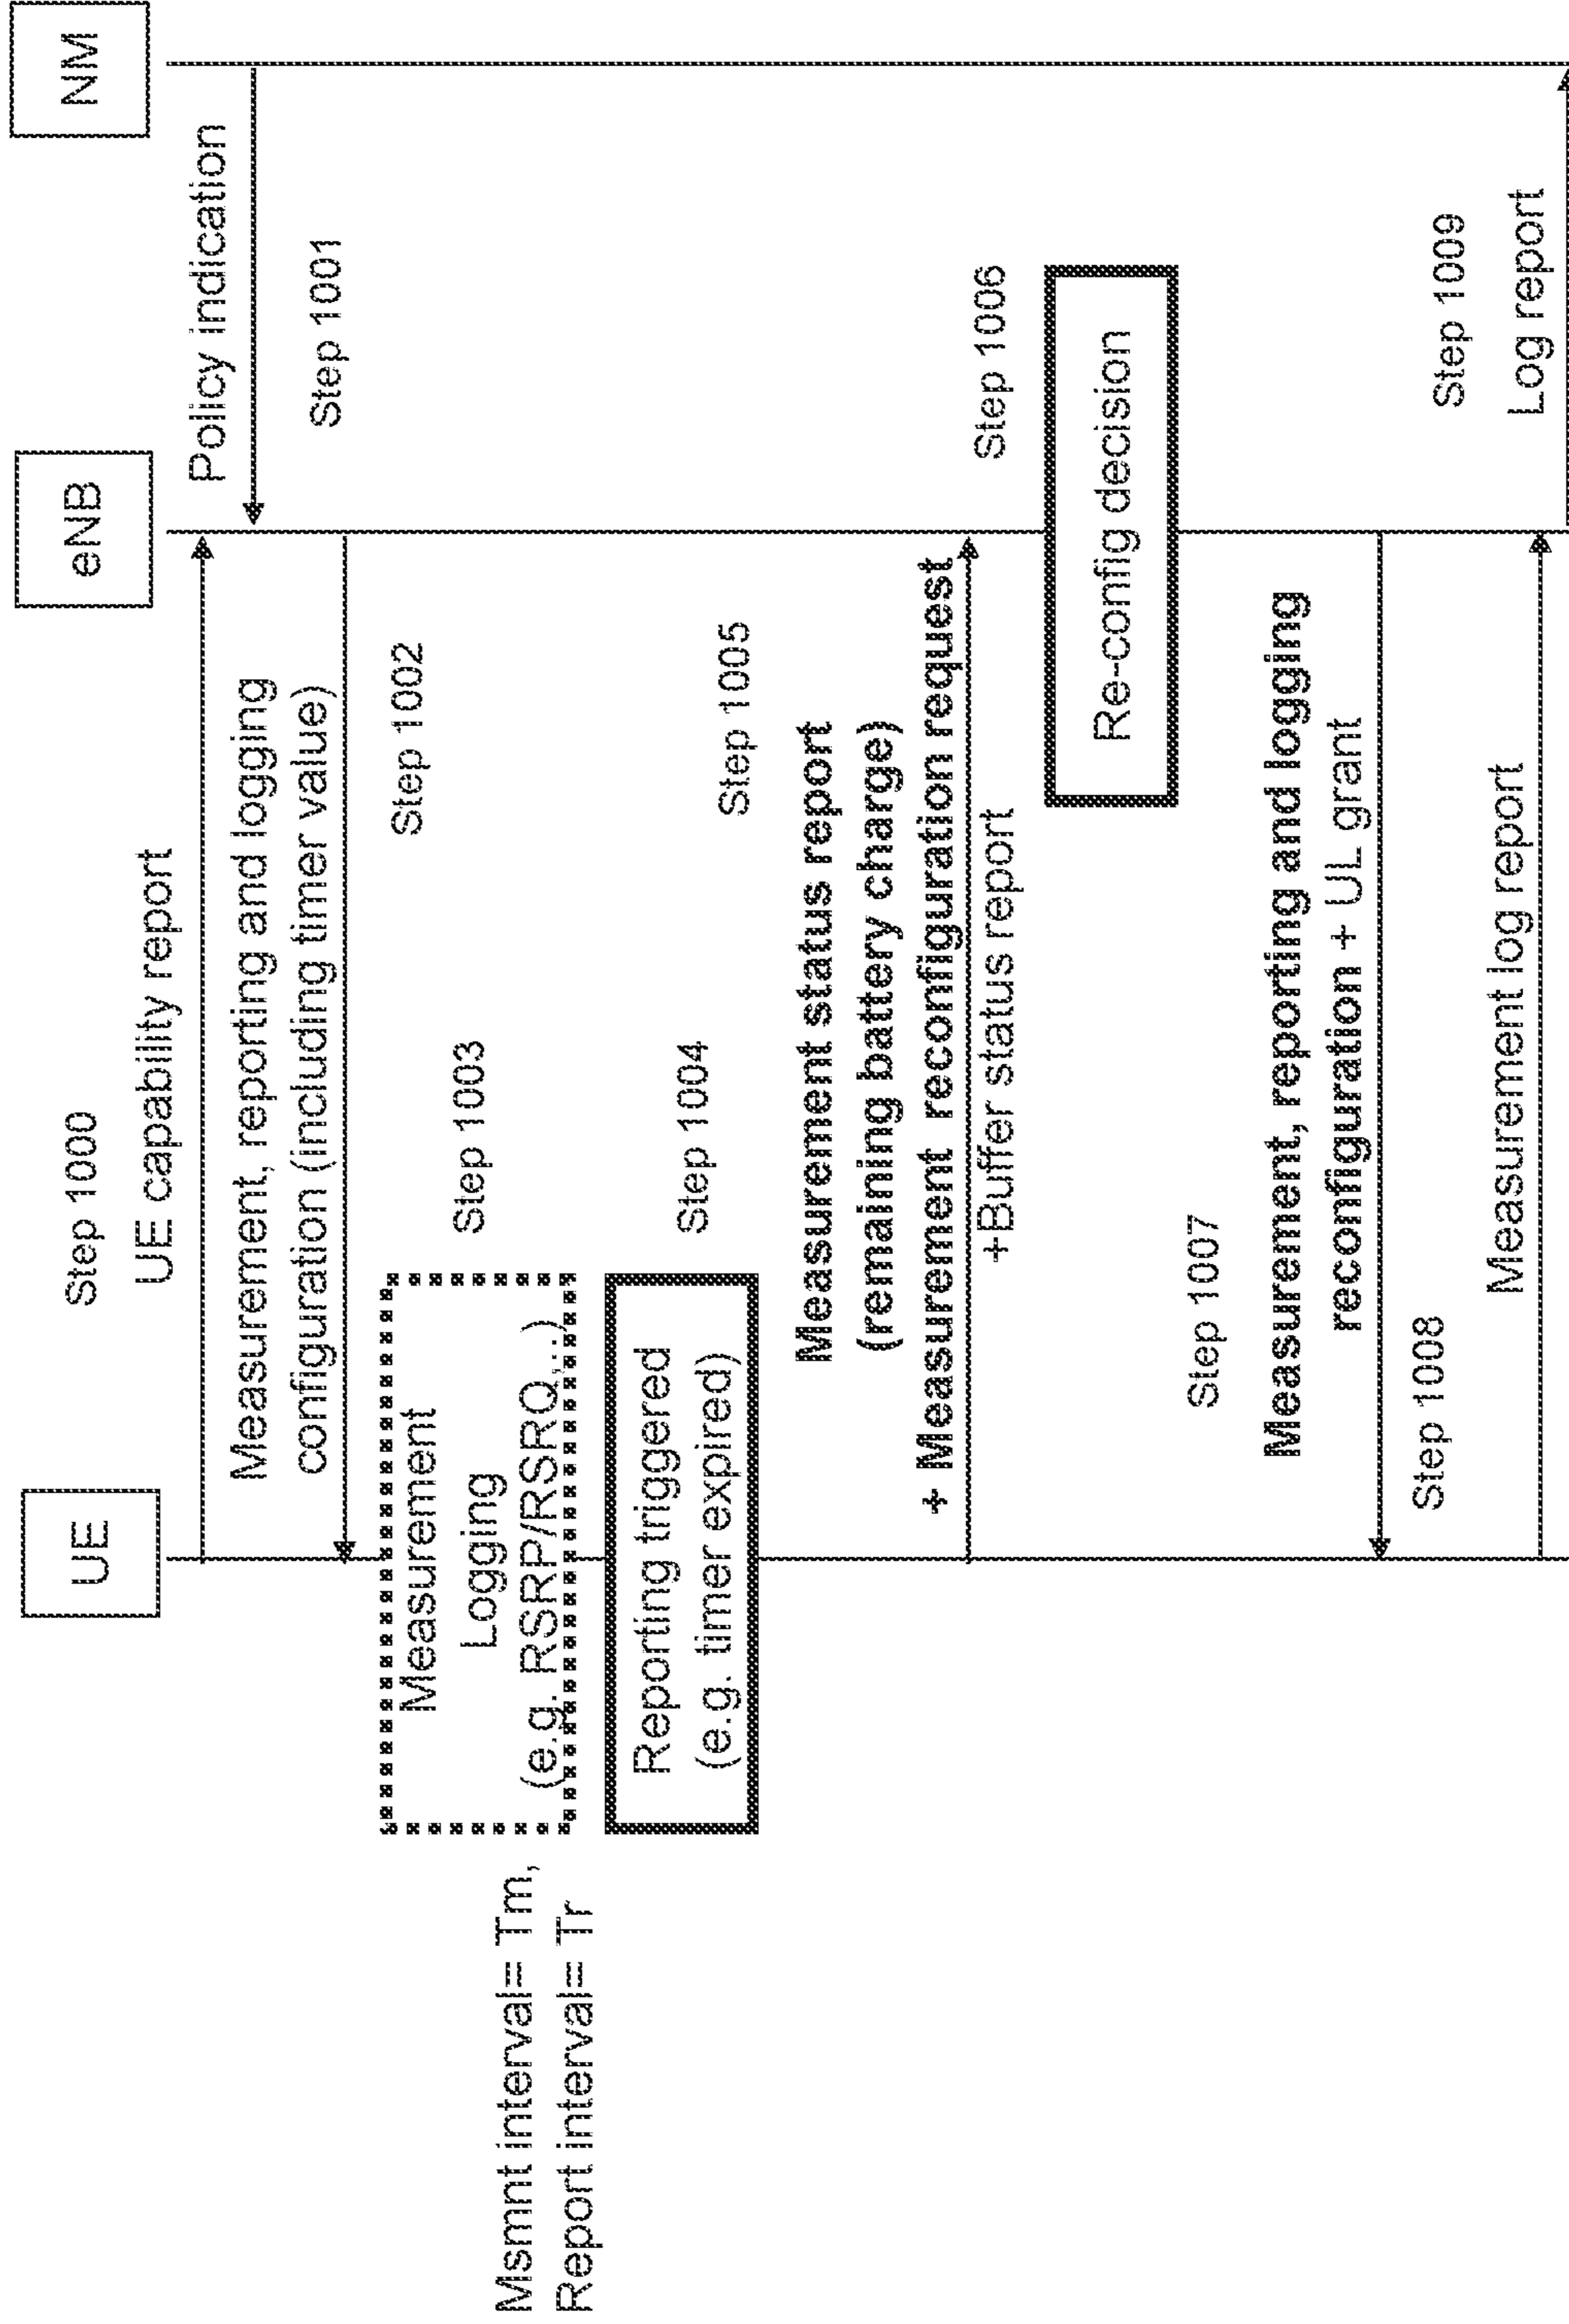 UE
eNB
NM
Step 1000
UE capability report
Policy indication
Step 1001
Measurement, reporting and logging
configuration (including timer value)
Step 1002
Msmnt interval= Tm,
Report interval= Tr
Measurement
Logging
(e.g. RSRP/RSRQ,...)
Step 1003
Reporting triggered
(e.g. timer expired)
Step 1004
Step 1005
Measurement status report
(remaining battery charge)
+ Measurement reconfiguration request
+Buffer status report
Step 1006
Re-config decision
Step 1007
Measurement, reporting and logging
reconfiguration + UL grant
Step 1008
Measurement log report
Step 1009
Log report